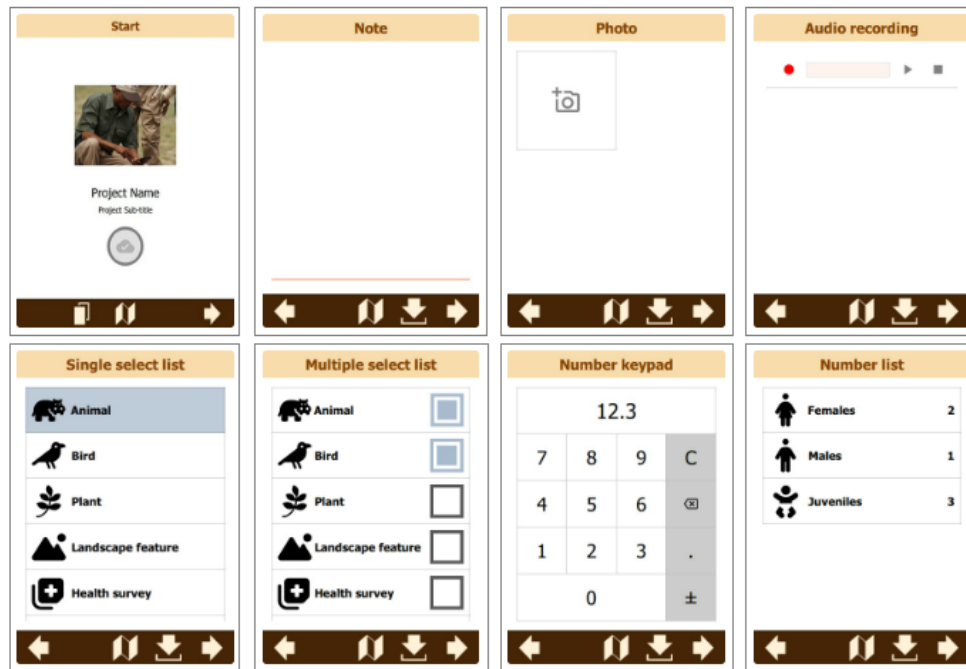 Start
Project Name
Project Sub-title
Note
Photo
Audio recording
Single select list
Animal
Bird
Plant
Landscape feature
Health survey
Multiple select list
Animal
Bird
Plant
Landscape feature
Health survey
Number keypad
12.3
7 8 9 C
4 5 6
1 2 3 .
0 ±
Number list
Females 2
Males 1
Juveniles 3